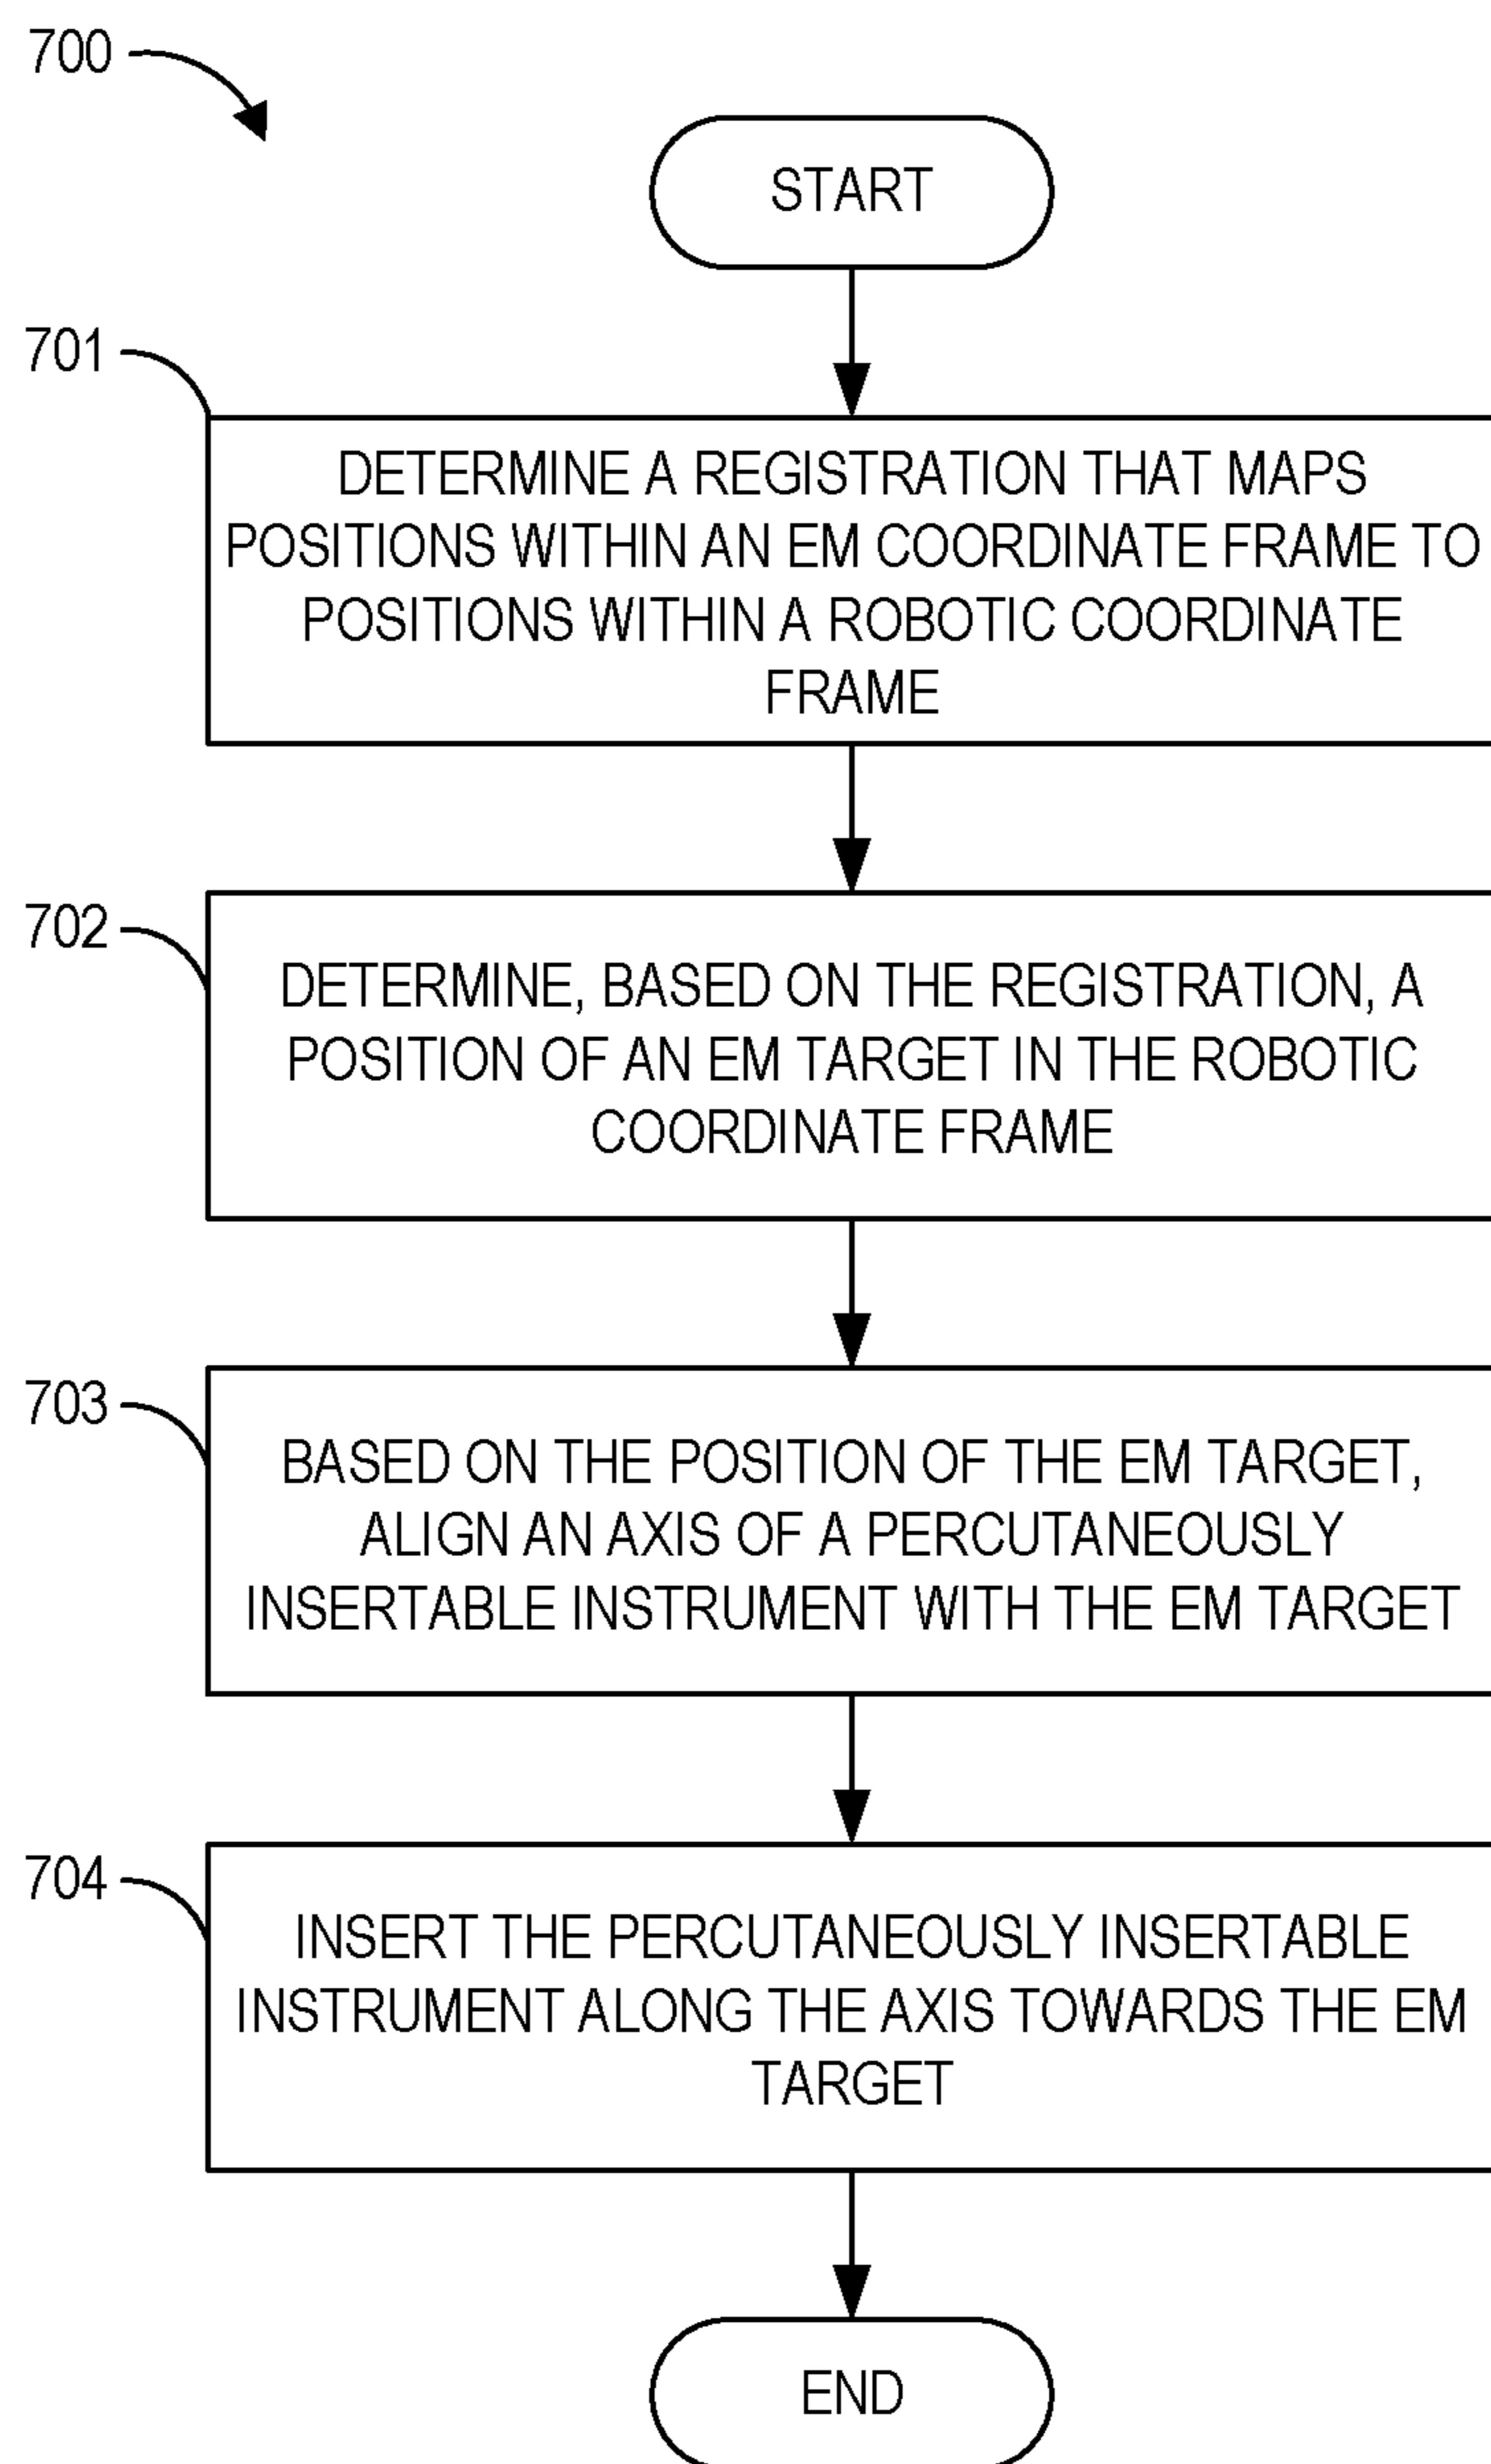 700
START
701
DETERMINE A REGISTRATION THAT MAPS
POSITIONS WITHIN AN EM COORDINATE FRAME TO
POSITIONS WITHIN A ROBOTIC COORDINATE
FRAME
702
DETERMINE, BASED ON THE REGISTRATION, A
POSITION OF AN EM TARGET IN THE ROBOTIC
COORDINATE FRAME
703
BASED ON THE POSITION OF THE EM TARGET,
ALIGN AN AXIS OF A PERCUTANEOUSLY
INSERTABLE INSTRUMENT WITH THE EM TARGET
704
INSERT THE PERCUTANEOUSLY INSERTABLE
INSTRUMENT ALONG THE AXIS TOWARDS THE EM
TARGET
END